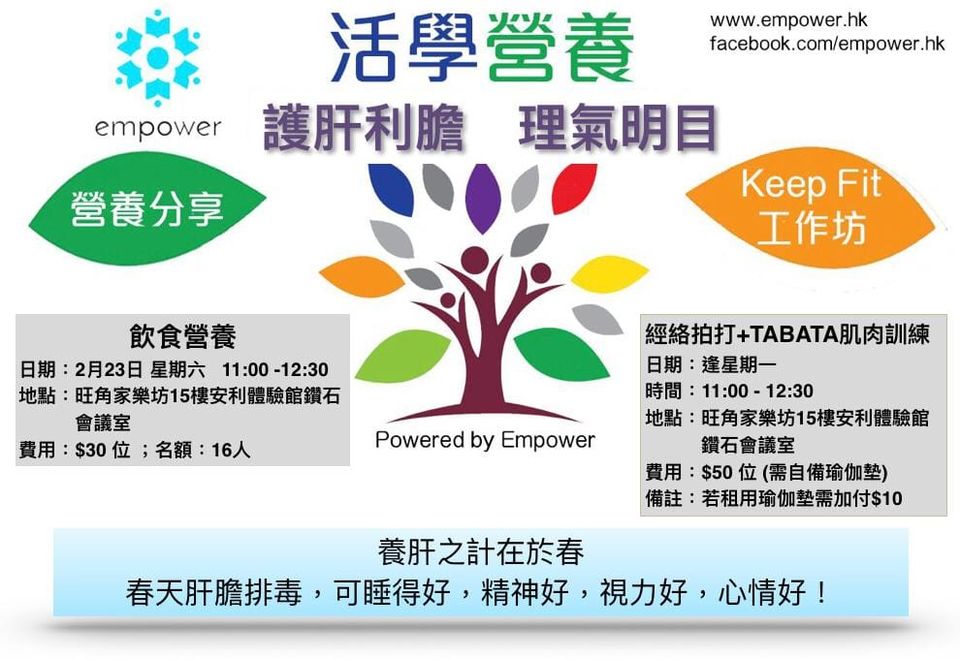 empower
活學營養
www.empower.hk
facebook.com/empower.hk
護肝利膽 理氣明目
營養分享
Keep Fit
工作坊
飲食營養
日期：2月23日 星期六 11:00 -12:30
地點：旺角家樂坊15樓安利體驗館鑽石
會議室
費用：$30 位 ；名額：16人
Powered by Empower
經絡拍打+TABATA肌肉訓練
日期：逢星期一
時間：11:00 - 12:30
地點：旺角家樂坊15樓安利體驗館
鑽石會議室
費用：$50 位 (需自備瑜伽墊)
備註：若租用瑜伽墊需加付$10
養肝之計在於春
春天肝膽排毒，可睡得好，精神好，視力好，心情好！